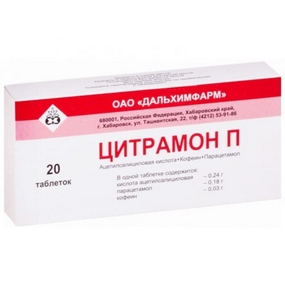 ОАО «ДАЛЬХИМФАРМ»
680001, Российская Федерация, Хабаровский край,
г. Хабаровск, ул. Ташкентская, 22, т/ф (4212) 53-91-86
ЦИТРАМОН П
Ацетилсалициловая кислота • Кофеин • Парацетамол
20
таблеток
В одной таблетке содержится:
кислота ацетилсалициловая – 0,24 г
парацетамол – 0,18 г
кофеин – 0,03 г